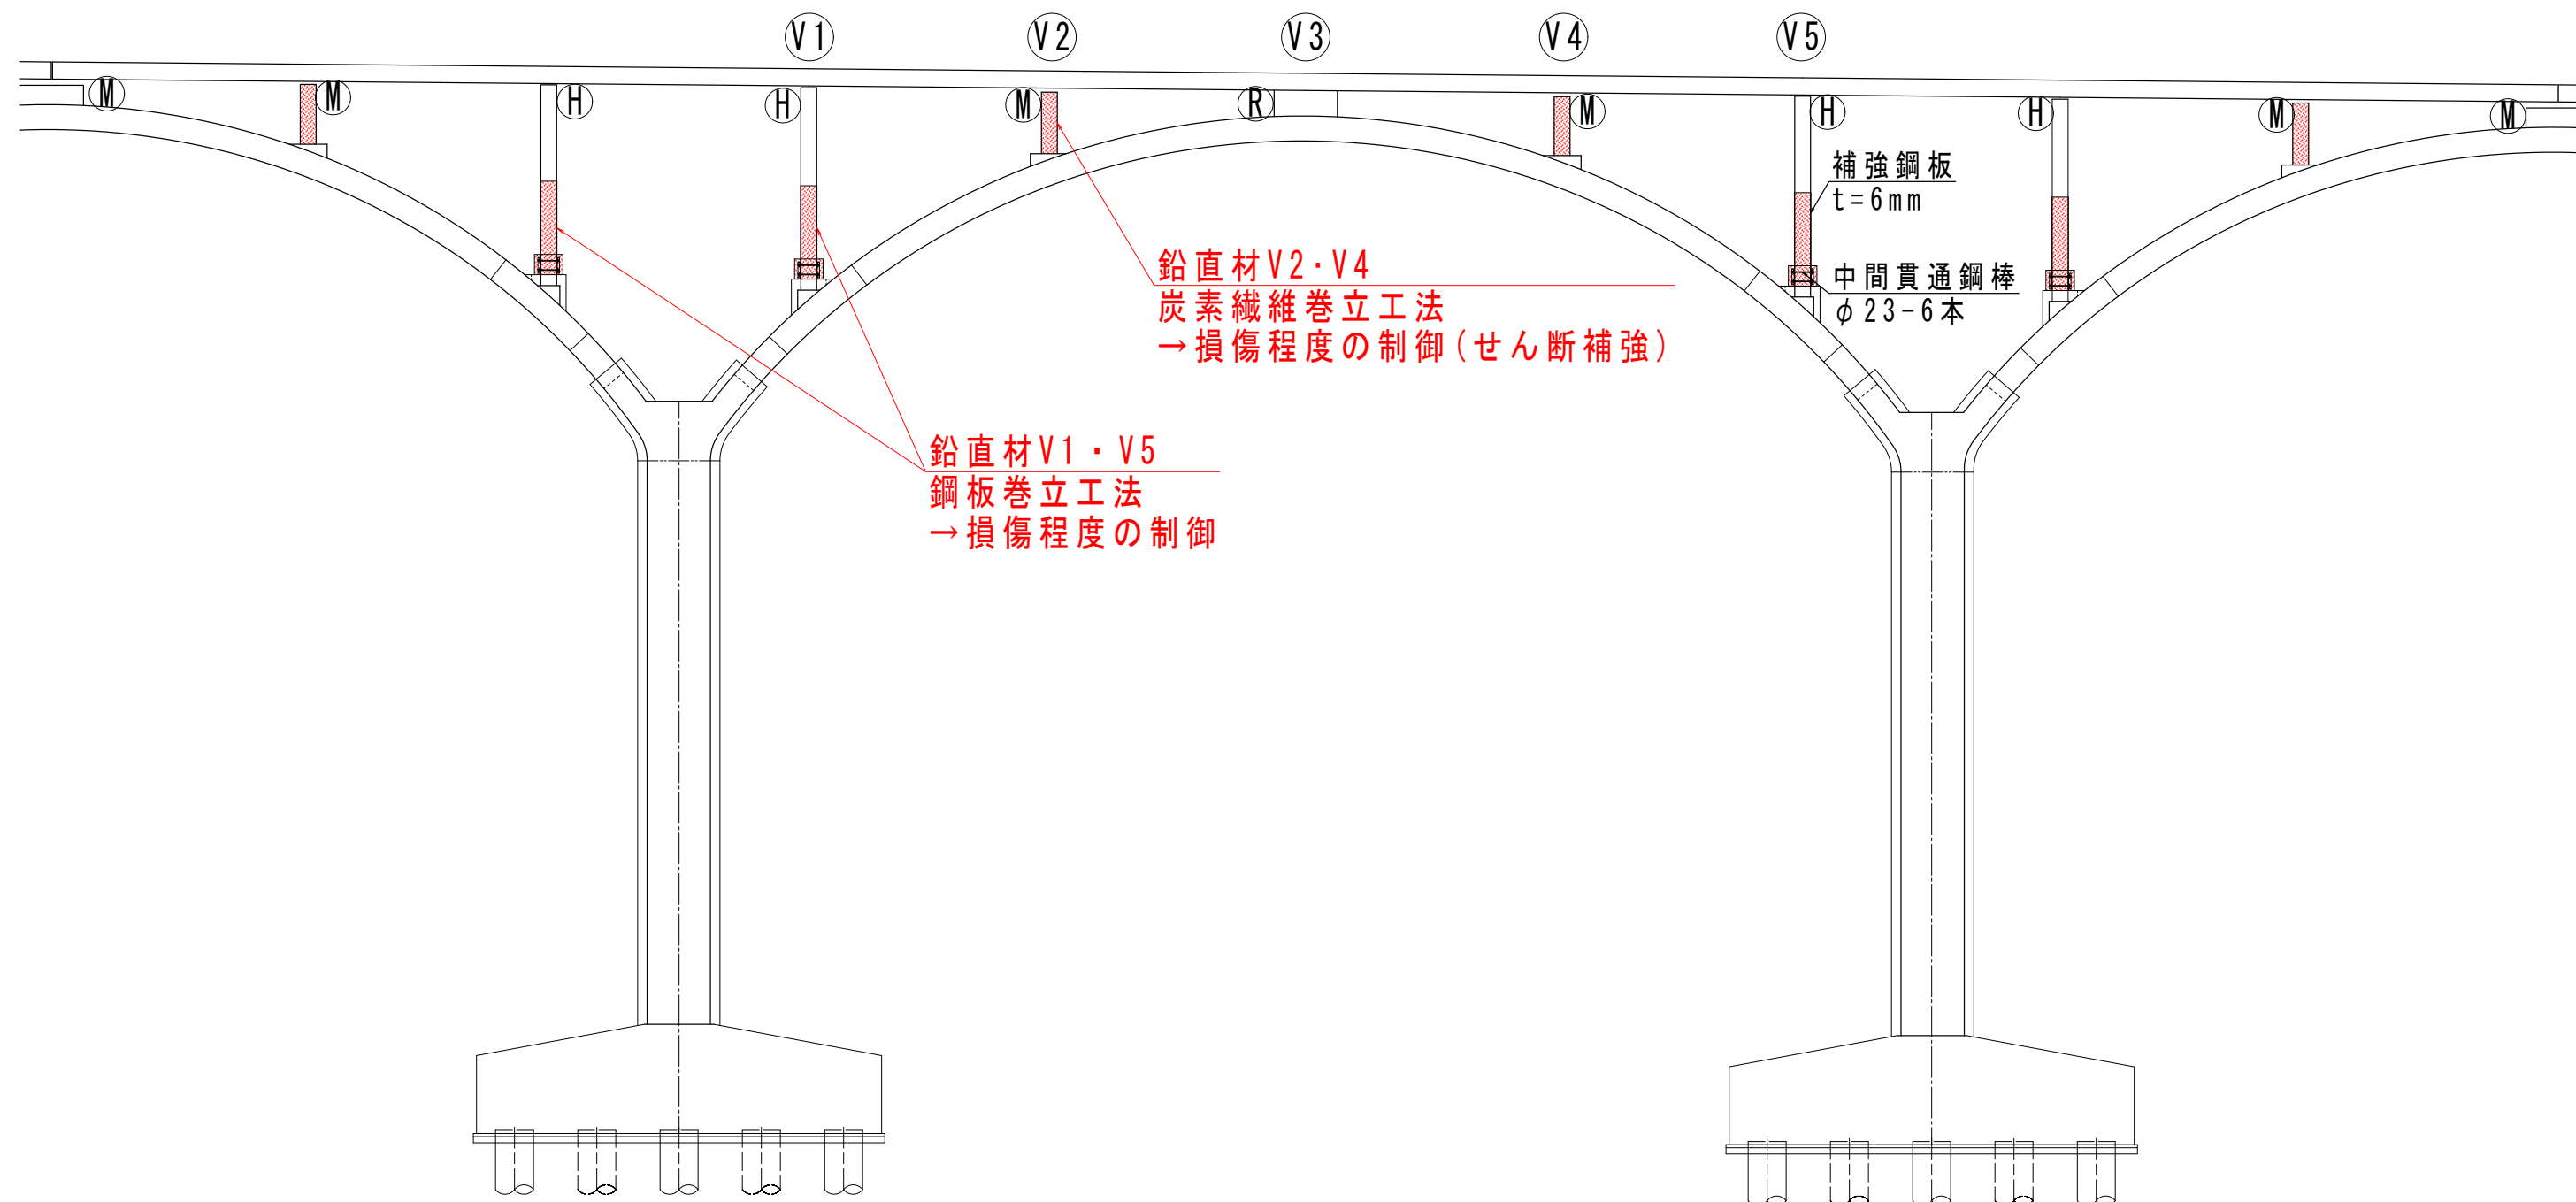 V1
V2
V3
V4
V5
M
M
H
H
M
R
M
H
H
M
M
補強鋼板
t=6mm
中間貫通鋼棒
φ23-6本
鉛直材V2・V4
炭素繊維巻立工法
→損傷程度の制御(せん断補強)
鉛直材V1・V5
鋼板巻立工法
→損傷程度の制御